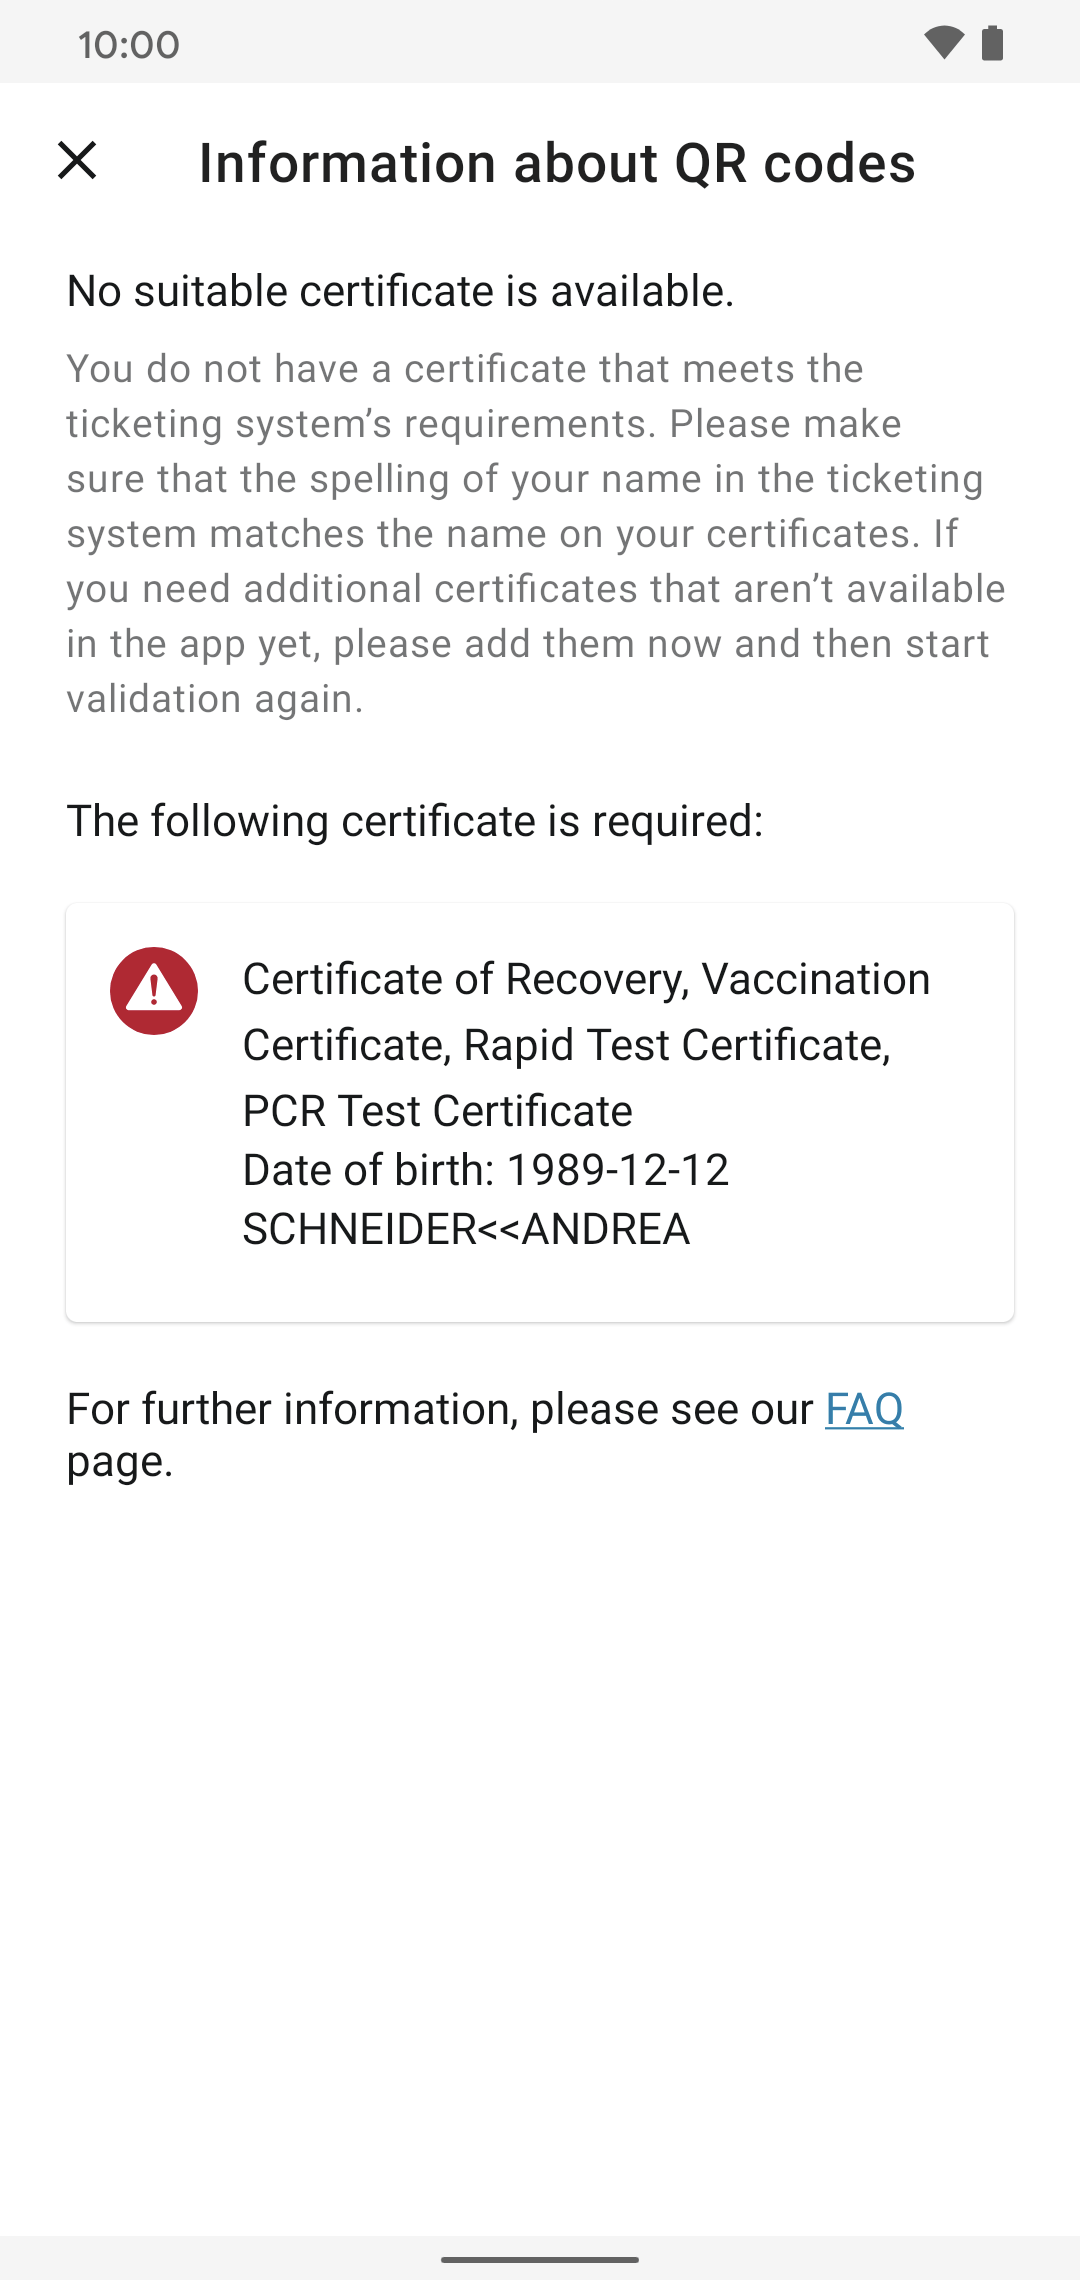 10:00
Information about QR codes
No suitable certificate is available.
You do not have a certificate that meets the
ticketing system’s requirements. Please make
sure that the spelling of your name in the ticketing
system matches the name on your certificates. If
you need additional certificates that aren’t available
in the app yet, please add them now and then start
validation again.
The following certificate is required:
Certificate of Recovery, Vaccination
Certificate, Rapid Test Certificate,
PCR Test Certificate
Date of birth: 1989-12-12
SCHNEIDER<<ANDREA
For further information, please see our FAQ
page.